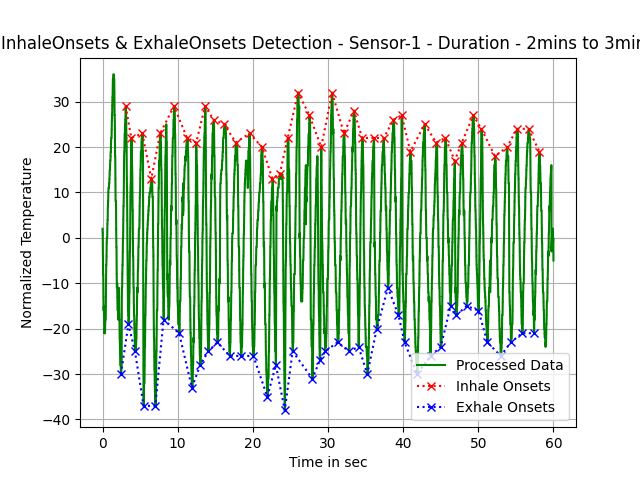 InhaleOnsets & ExhaleOnsets Detection - Sensor-1 - Duration - 2mins to 3min
30
20
10
0
−10
−20
−30
−40
Normalized Temperature
0 10 20 30 40 50 60
Time in sec
Processed Data
Inhale Onsets
Exhale Onsets